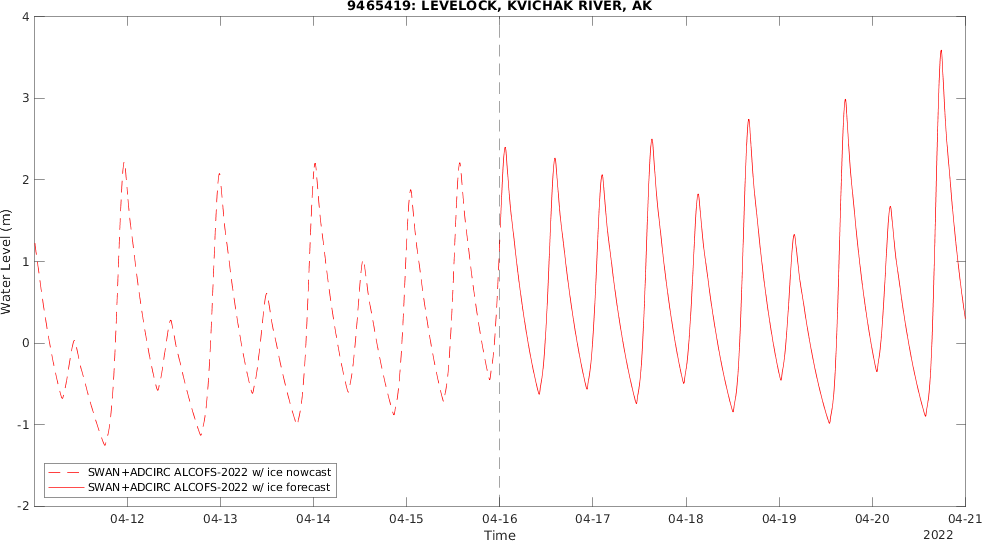 9465419: LEVELOCK, KVICHAK RIVER, AK
4
3
2
1
0
-1
-2
Water Level (m)
SWAN+ADCIRC ALCOFS-2022 w/ ice nowcast
SWAN+ADCIRC ALCOFS-2022 w/ ice forecast
04-12 04-13 04-14 04-15 04-16 04-17 04-18 04-19 04-20 04-21
Time
2022